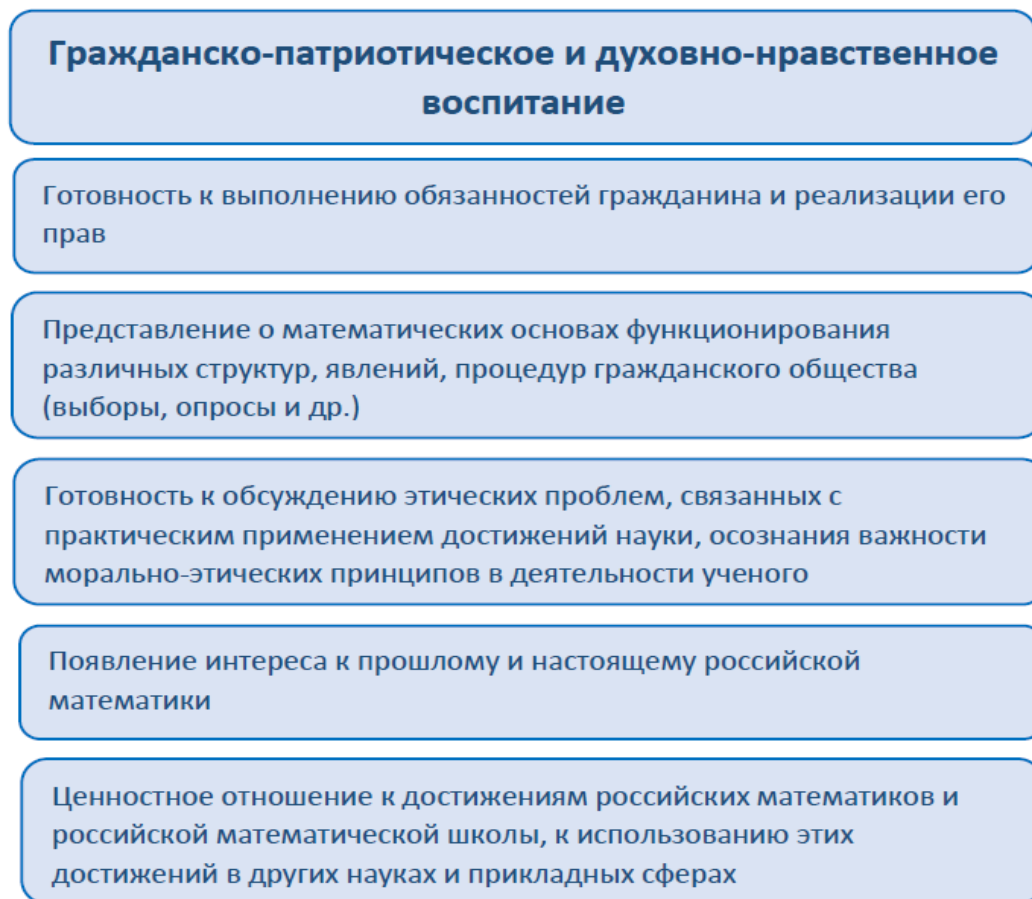 Гражданско-патриотическое и духовно-нравственное
воспитание
Готовность к выполнению обязанностей гражданина и реализации его
прав
Представление о математических основах функционирования
различных структур, явлений, процедур гражданского общества
(выборы, опросы и др.)
Готовность к обсуждению этических проблем, связанных с
практическим применением достижений науки, осознания важности
морально-этических принципов в деятельности ученого
Появление интереса к прошлому и настоящему российской
математики
Ценностное отношение к достижениям российских математиков и
российской математической школы, к использованию этих
достижений в других науках и прикладных сферах